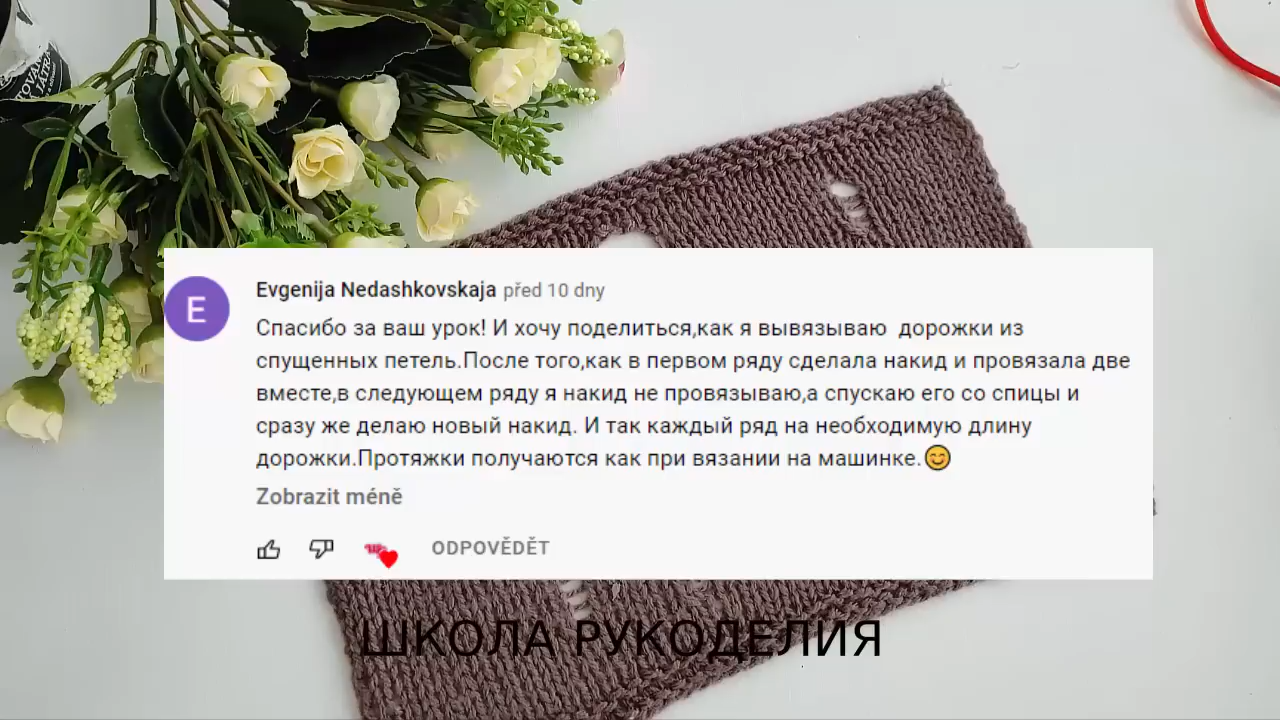 TOVÁN
JÁTRA
Evgenija Nedashkovskaja před 10 dny
Спасибо за ваш урок! И хочу поделиться,как я вывязываю дорожки из
спущенных петель.После того,как в первом ряду сделала накид и провязала две
вместе,в следующем ряду я накид не провязываю,а спускаю его со спицы и
сразу же делаю новый накид. И так каждый ряд на необходимую длину
дорожки.Протяжки получаются как при вязании на машинке.😊
Zobrazit méně
ODPOVĚDĚT
ШКОЛА РУКОДЕЛИЯ